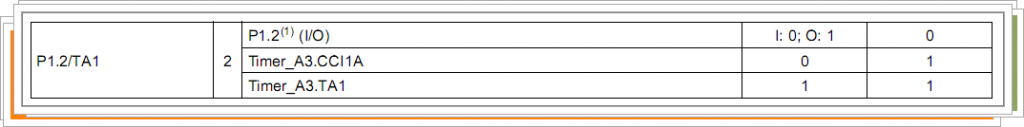 P1.2/TA1 2 P1.2(1) (I/O) I: 0; O: 1 0
Timer_A3.CCI1A 0 1
Timer_A3.TA1 1 1